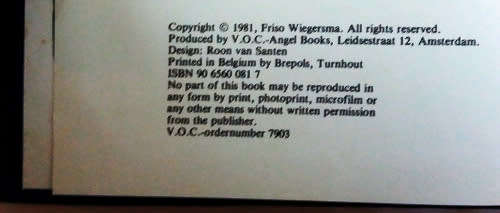 Copyright © 1981, Friso Wiegersma. All rights reserved.
Produced by V.O.C.-Angel Books, Leidsestraat 12, Amsterdam.
Design: Roon van Santen
Printed in Belgium by Brepols, Turnhout
ISBN 90 6560 081 7
No part of this book may be reproduced in
any form by print, photoprint, microfilm or
any other means without written permission
from the publisher.
V.O.C.-ordernumber 7903